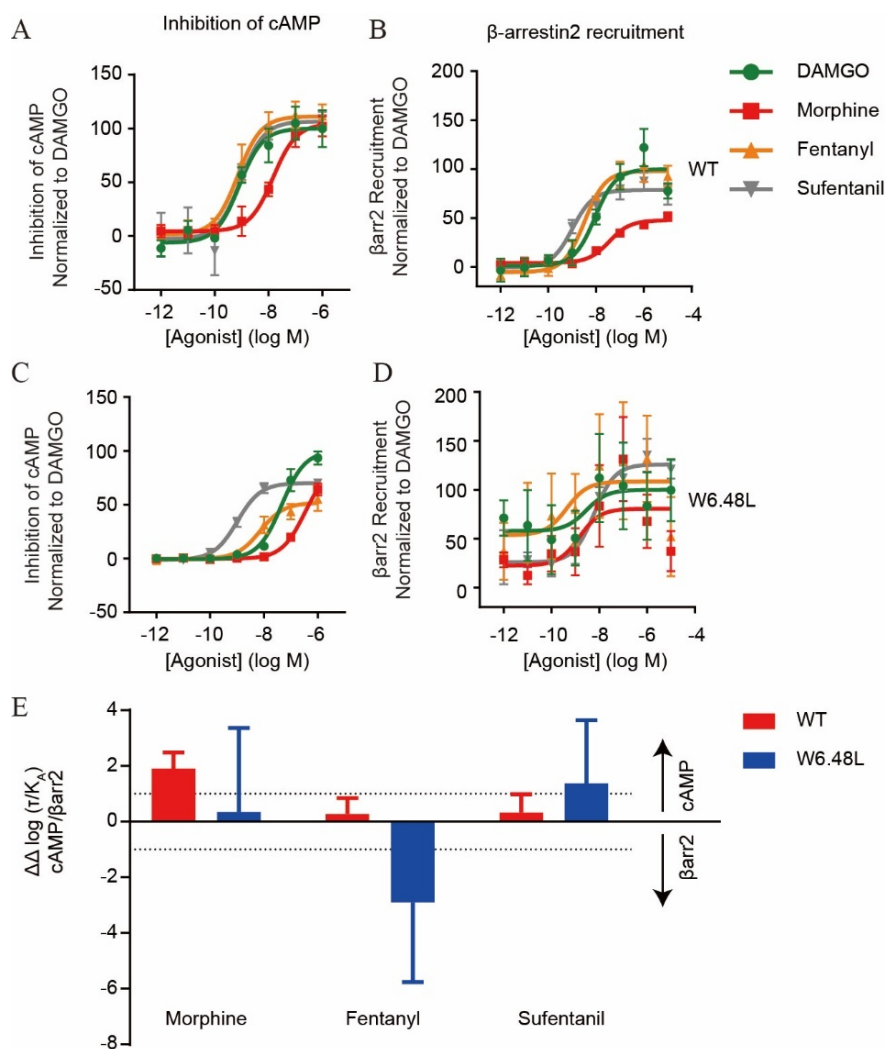 A
Inhibition of cAMP
Inhibition of cAMP
Normalized to DAMGO
150
100
50
0
-50
-12
-10
-8
-6
[Agonist] (log M)
B
β-arrestin2 recruitment
βarr2 Recruitment
Normalized to DAMGO
200
150
100
50
0
-12
-10
-8
-6
-4
[Agonist] (log M)
WT
DAMGO
Morphine
Fentanyl
Sufentanil
C
Inhibition of cAMP
Normalized to DAMGO
150
100
50
0
-50
-12
-10
-8
-6
[Agonist] (log M)
D
βarr2 Recruitment
Normalized to DAMGO
200
150
100
50
0
-12
-10
-8
-6
-4
[Agonist] (log M)
W6.48L
E
ΔΔ log (τ/KA)
cAMP/βarr2
4
2
0
-2
-4
-6
-8
Morphine
Fentanyl
Sufentanil
WT
W6.48L
cAMP
βarr2